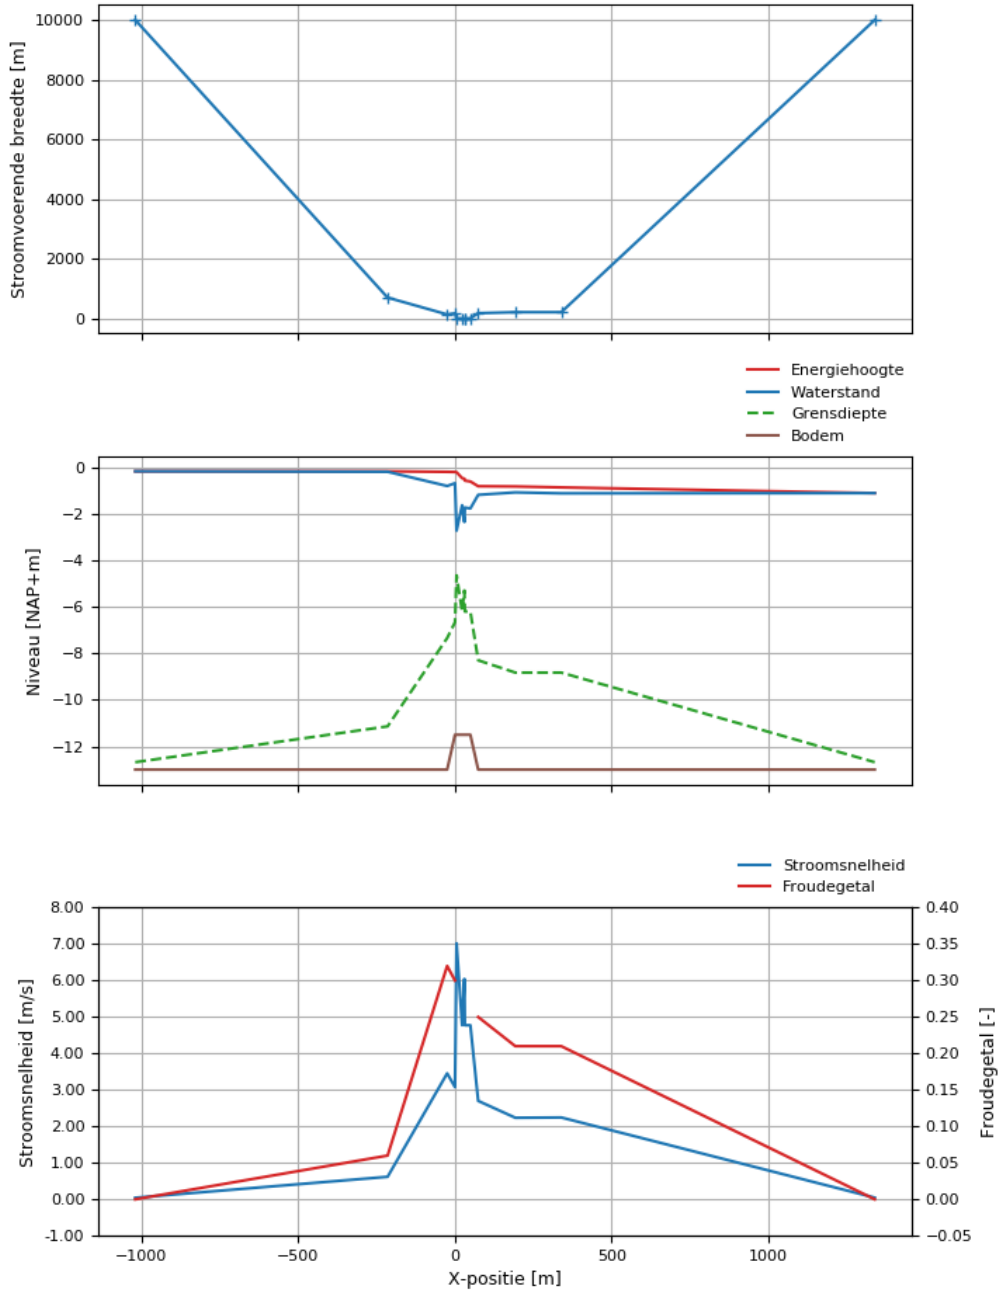 Stroomvoerende breedte [m]
10000
8000
6000
4000
2000
0
Energiehoogte
Waterstand
Grensdiepte
Bodem
Niveau [NAP+m]
0
−2
−4
−6
−8
−10
−12
Stroomsnelheid
Froudegetal
Stroomsnelheid [m/s]
8.00
7.00
6.00
5.00
4.00
3.00
2.00
1.00
0.00
-1.00
0.40
0.35
0.30
0.25
0.20
0.15
0.10
0.05
0.00
−0.05
Froudegetal [-]
−1000 −500 0 500 1000
X-positie [m]